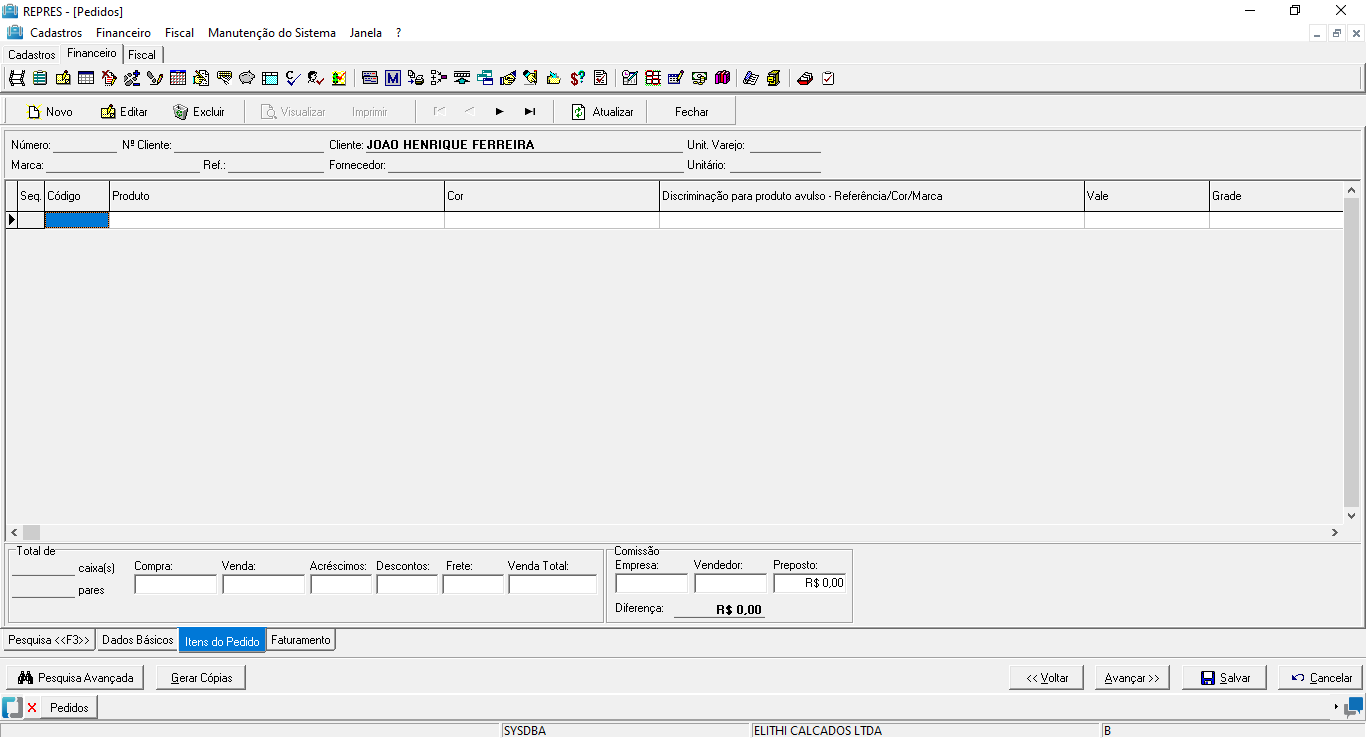 REPRES - [Pedidos]
Cadastros Financeiro Fiscal Manutenção do Sistema Janela ?
Cadastros Financeiro Fiscal
Novo Editar Excluir Visualizar Imprimir Atualizar Fechar
Número: Nº Cliente: Cliente: JOAO HENRIQUE FERREIRA Unit. Varejo:
Marca: Ref.: Fornecedor: Unitário:
Seq. Código Produto Cor Discriminação para produto avulso - Referência/Cor/Marca Vale Grade
Total de Comissão
caixa(s) Compra: Venda: Acréscimos: Descontos: Frete: Venda Total: Empresa: Vendedor: Preposto:
R$ 0,00
pares
Diferença: R$ 0,00
Pesquisa <<F3>> Dados Básicos Itens do Pedido Faturamento
Pesquisa Avançada Gerar Cópias << Voltar Avançar >> Salvar Cancelar
Pedidos
SYSDBA ELITHI CALCADOS LTDA B